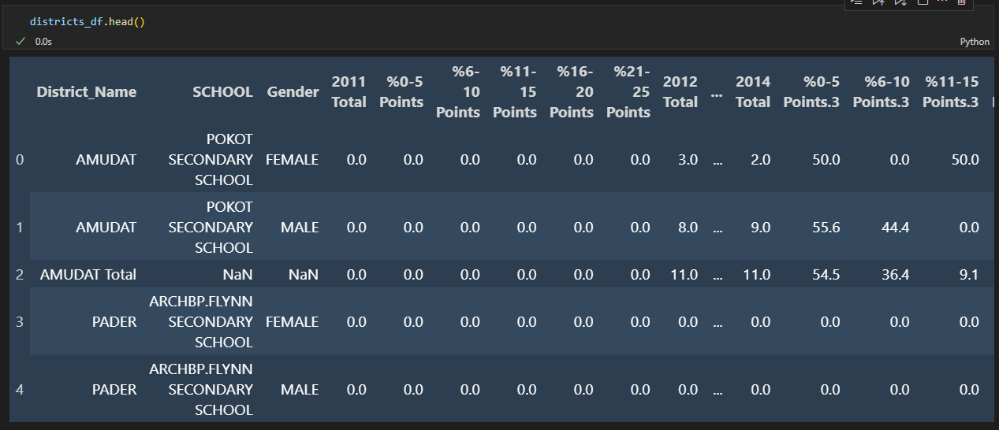 districts_df.head()
0.0s
Python
District_Name SCHOOL Gender 2011 Total %0-5 Points %6-10 Points %11-15 Points %16-20 Points %21-25 Points 2012 Total ... 2014 Total %0-5 Points.3 %6-10 Points.3 %11-15 Points.3
0 AMUDAT POKOT SECONDARY SCHOOL FEMALE 0.0 0.0 0.0 0.0 0.0 0.0 3.0 ... 2.0 50.0 0.0 50.0
1 AMUDAT POKOT SECONDARY SCHOOL MALE 0.0 0.0 0.0 0.0 0.0 0.0 8.0 ... 9.0 55.6 44.4 0.0
2 AMUDAT Total NaN NaN 0.0 0.0 0.0 0.0 0.0 0.0 11.0 ... 11.0 54.5 36.4 9.1
3 PADER ARCHBP.FLYNN SECONDARY SCHOOL FEMALE 0.0 0.0 0.0 0.0 0.0 0.0 0.0 ... 0.0 0.0 0.0 0.0
4 PADER ARCHBP.FLYNN SECONDARY SCHOOL MALE 0.0 0.0 0.0 0.0 0.0 0.0 0.0 ... 0.0 0.0 0.0 0.0